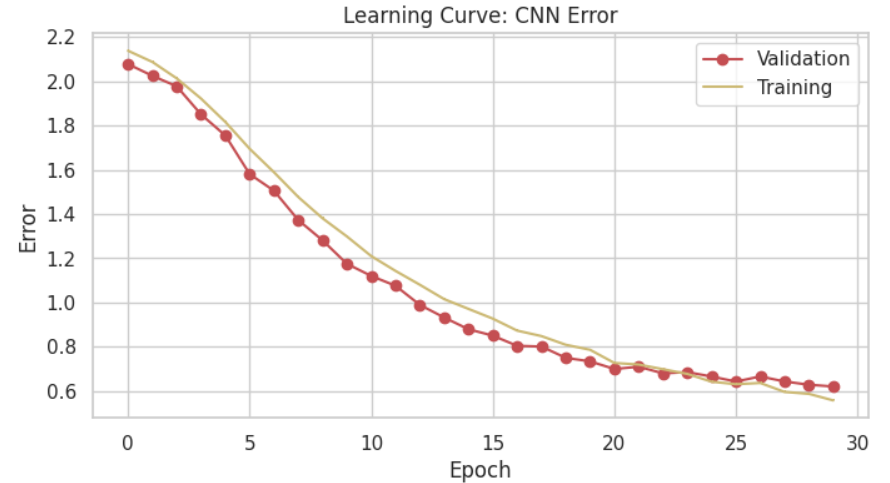 Learning Curve: CNN Error
2.2
2.0
1.8
1.6
1.4
1.2
1.0
0.8
0.6
Error
Validation
Training
0 5 10 15 20 25 30
Epoch